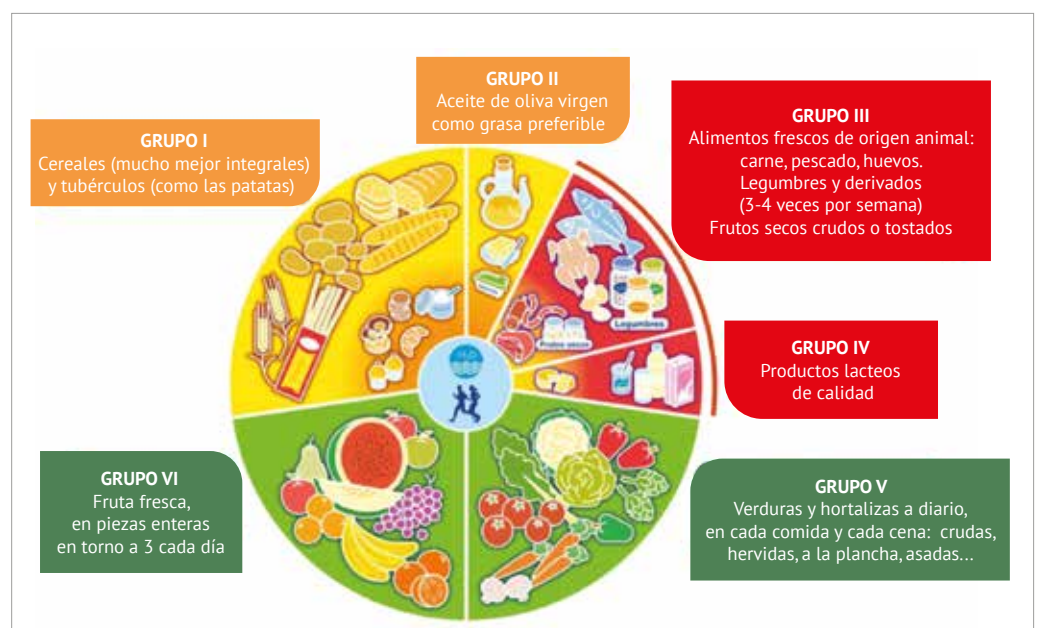 GRUPO II
Aceite de oliva virgen
como grasa preferible
GRUPO III
Alimentos frescos de origen animal:
carne, pescado, huevos.
Legumbres y derivados
(3-4 veces por semana)
Frutos secos crudos o tostados
GRUPO I
Cereales (mucho mejor integrales)
y tubérculos (como las patatas)
Legumbres
Frutos secos
H₂O
GRUPO IV
Productos lacteos
de calidad
GRUPO VI
Fruta fresca,
en piezas enteras
en torno a 3 cada día
GRUPO V
Verduras y hortalizas a diario,
en cada comida y cada cena: crudas,
hervidas, a la plancha, asadas...